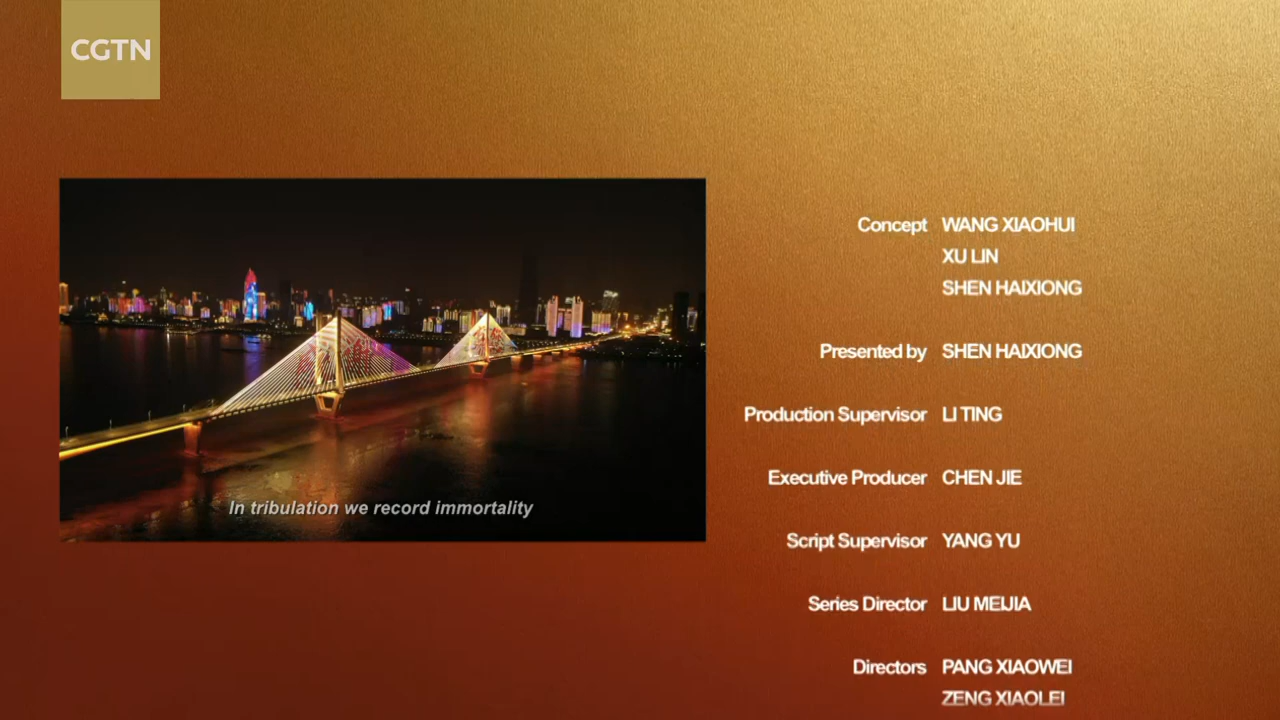 CGTN
In tribulation we record immortality
Concept WANG XIAOHUI
XU LIN
SHEN HAIXIONG
Presented by SHEN HAIXIONG
Production Supervisor LI TING
Executive Producer CHEN JIE
Script Supervisor YANG YU
Series Director LIU MEIJIA
Directors PANG XIAOWEI
ZENG XIAOLEI